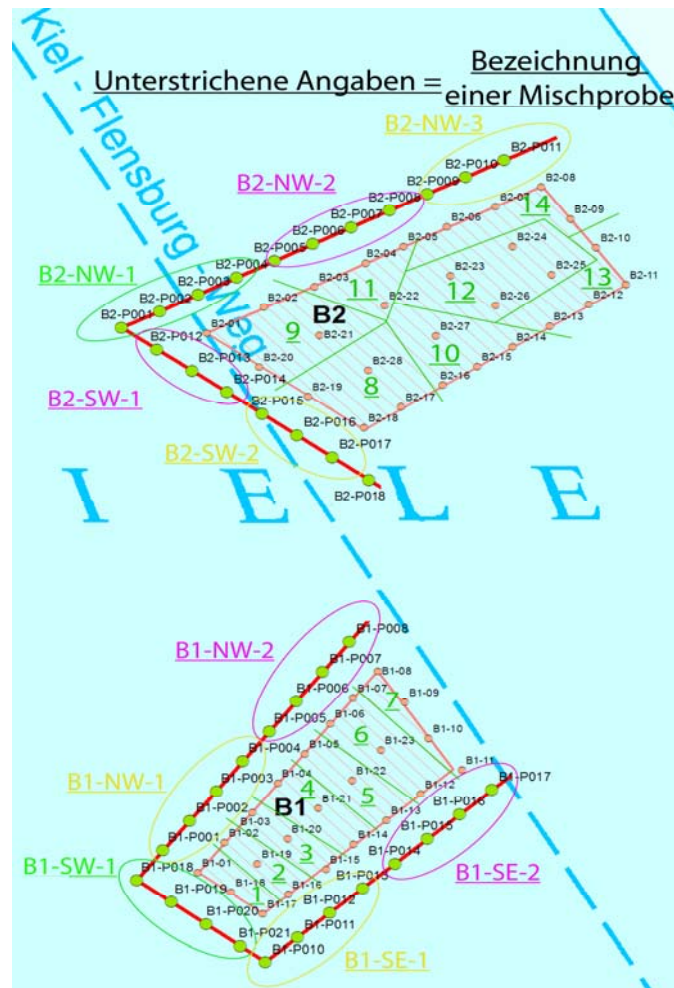 Kiel - Flensburg - Weg
Unterstrichene Angaben = Bezeichnung
einer Mischprobe
B2-NW-3
B2-P011
B2-P010
B2-P009
B2-NW-2
B2-P008
B2-P007
B2-P006
B2-P005
B2-NW-1
B2-P004
B2-P003
B2-P002
B2-P001
B2-08
B2-07
14
B2-09
B2-06
B2-05
B2-24
B2-10
B2-04
B2-23
B2-25
13
B2-11
B2-03
11
12
B2-02
B2-22
B2-26
B2-12
B2
B2-13
B2-P012
B2-01
9
B2-21
B2-27
B2-14
10
B2-15
B2-P013
B2-20
B2-28
B2-16
B2-P014
8
B2-17
B2-SW-1
B2-19
B2-P015
B2-18
B2-P016
B2-SW-2
B2-P017
B2-P018
I E L E
B1-P008
B1-NW-2
B1-P007
B1-08
B1-P006
B1-07
7
B1-09
B1-P005
B1-06
6
B1-10
B1-P004
B1-05
B1-23
B1-NW-1
B1-P003
B1-04
4
B1-22
B1-11
B1-P017
B1-P002
B1
B1-21
5
B1-12
B1-P016
B1-03
B1-13
B1-P001
B1-02
B1-20
B1-P015
B1-SW-1
B1-P018
B1-01
B1-19
3
B1-14
B1-P014
B1-SE-2
B1-P019
B1-18
2
B1-15
B1-P013
B1-P020
1
B1-16
B1-17
B1-P012
B1-P021
B1-P011
B1-P010
B1-SE-1